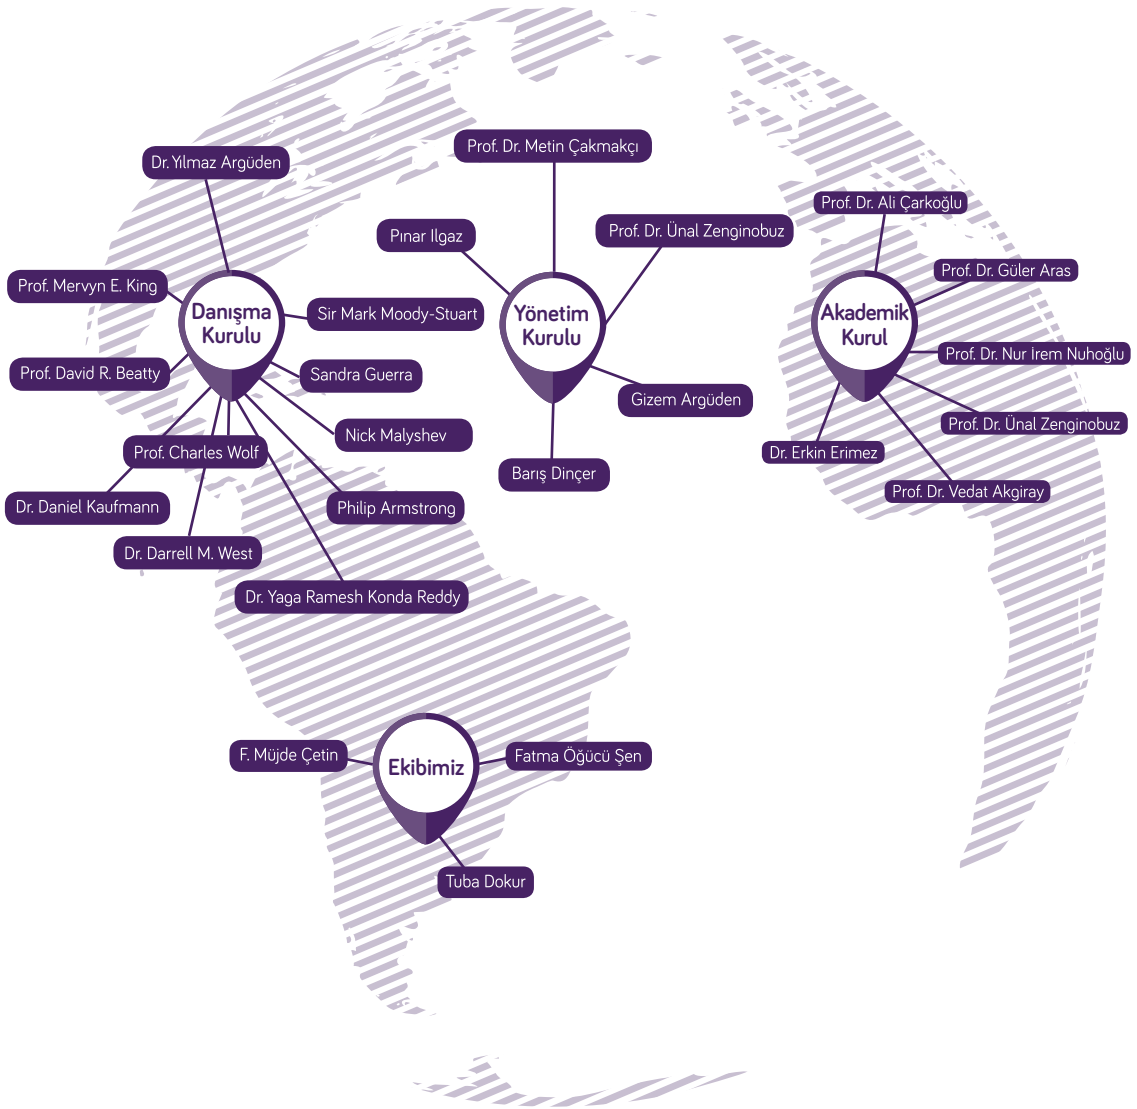 Dr. Yılmaz Argüden
Prof. Mervyn E. King
Danışma
Kurulu
Sir Mark Moody-Stuart
Prof. David R. Beatty
Sandra Guerra
Nick Malyshev
Prof. Charles Wolf
Dr. Daniel Kaufmann
Philip Armstrong
Dr. Darrell M. West
Dr. Yaga Ramesh Konda Reddy
Prof. Dr. Metin Çakmakçı
Pınar Ilgaz
Prof. Dr. Ünal Zenginobuz
Yönetim
Kurulu
Gizem Argüden
Barış Dinçer
Prof. Dr. Ali Çarkoğlu
Prof. Dr. Güler Aras
Akademik
Kurul
Prof. Dr. Nur İrem Nuhoğlu
Prof. Dr. Ünal Zenginobuz
Dr. Erkin Erimez
Prof. Dr. Vedat Akgiray
F. Müjde Çetin
Ekibimiz
Fatma Öğücü Şen
Tuba Dokur